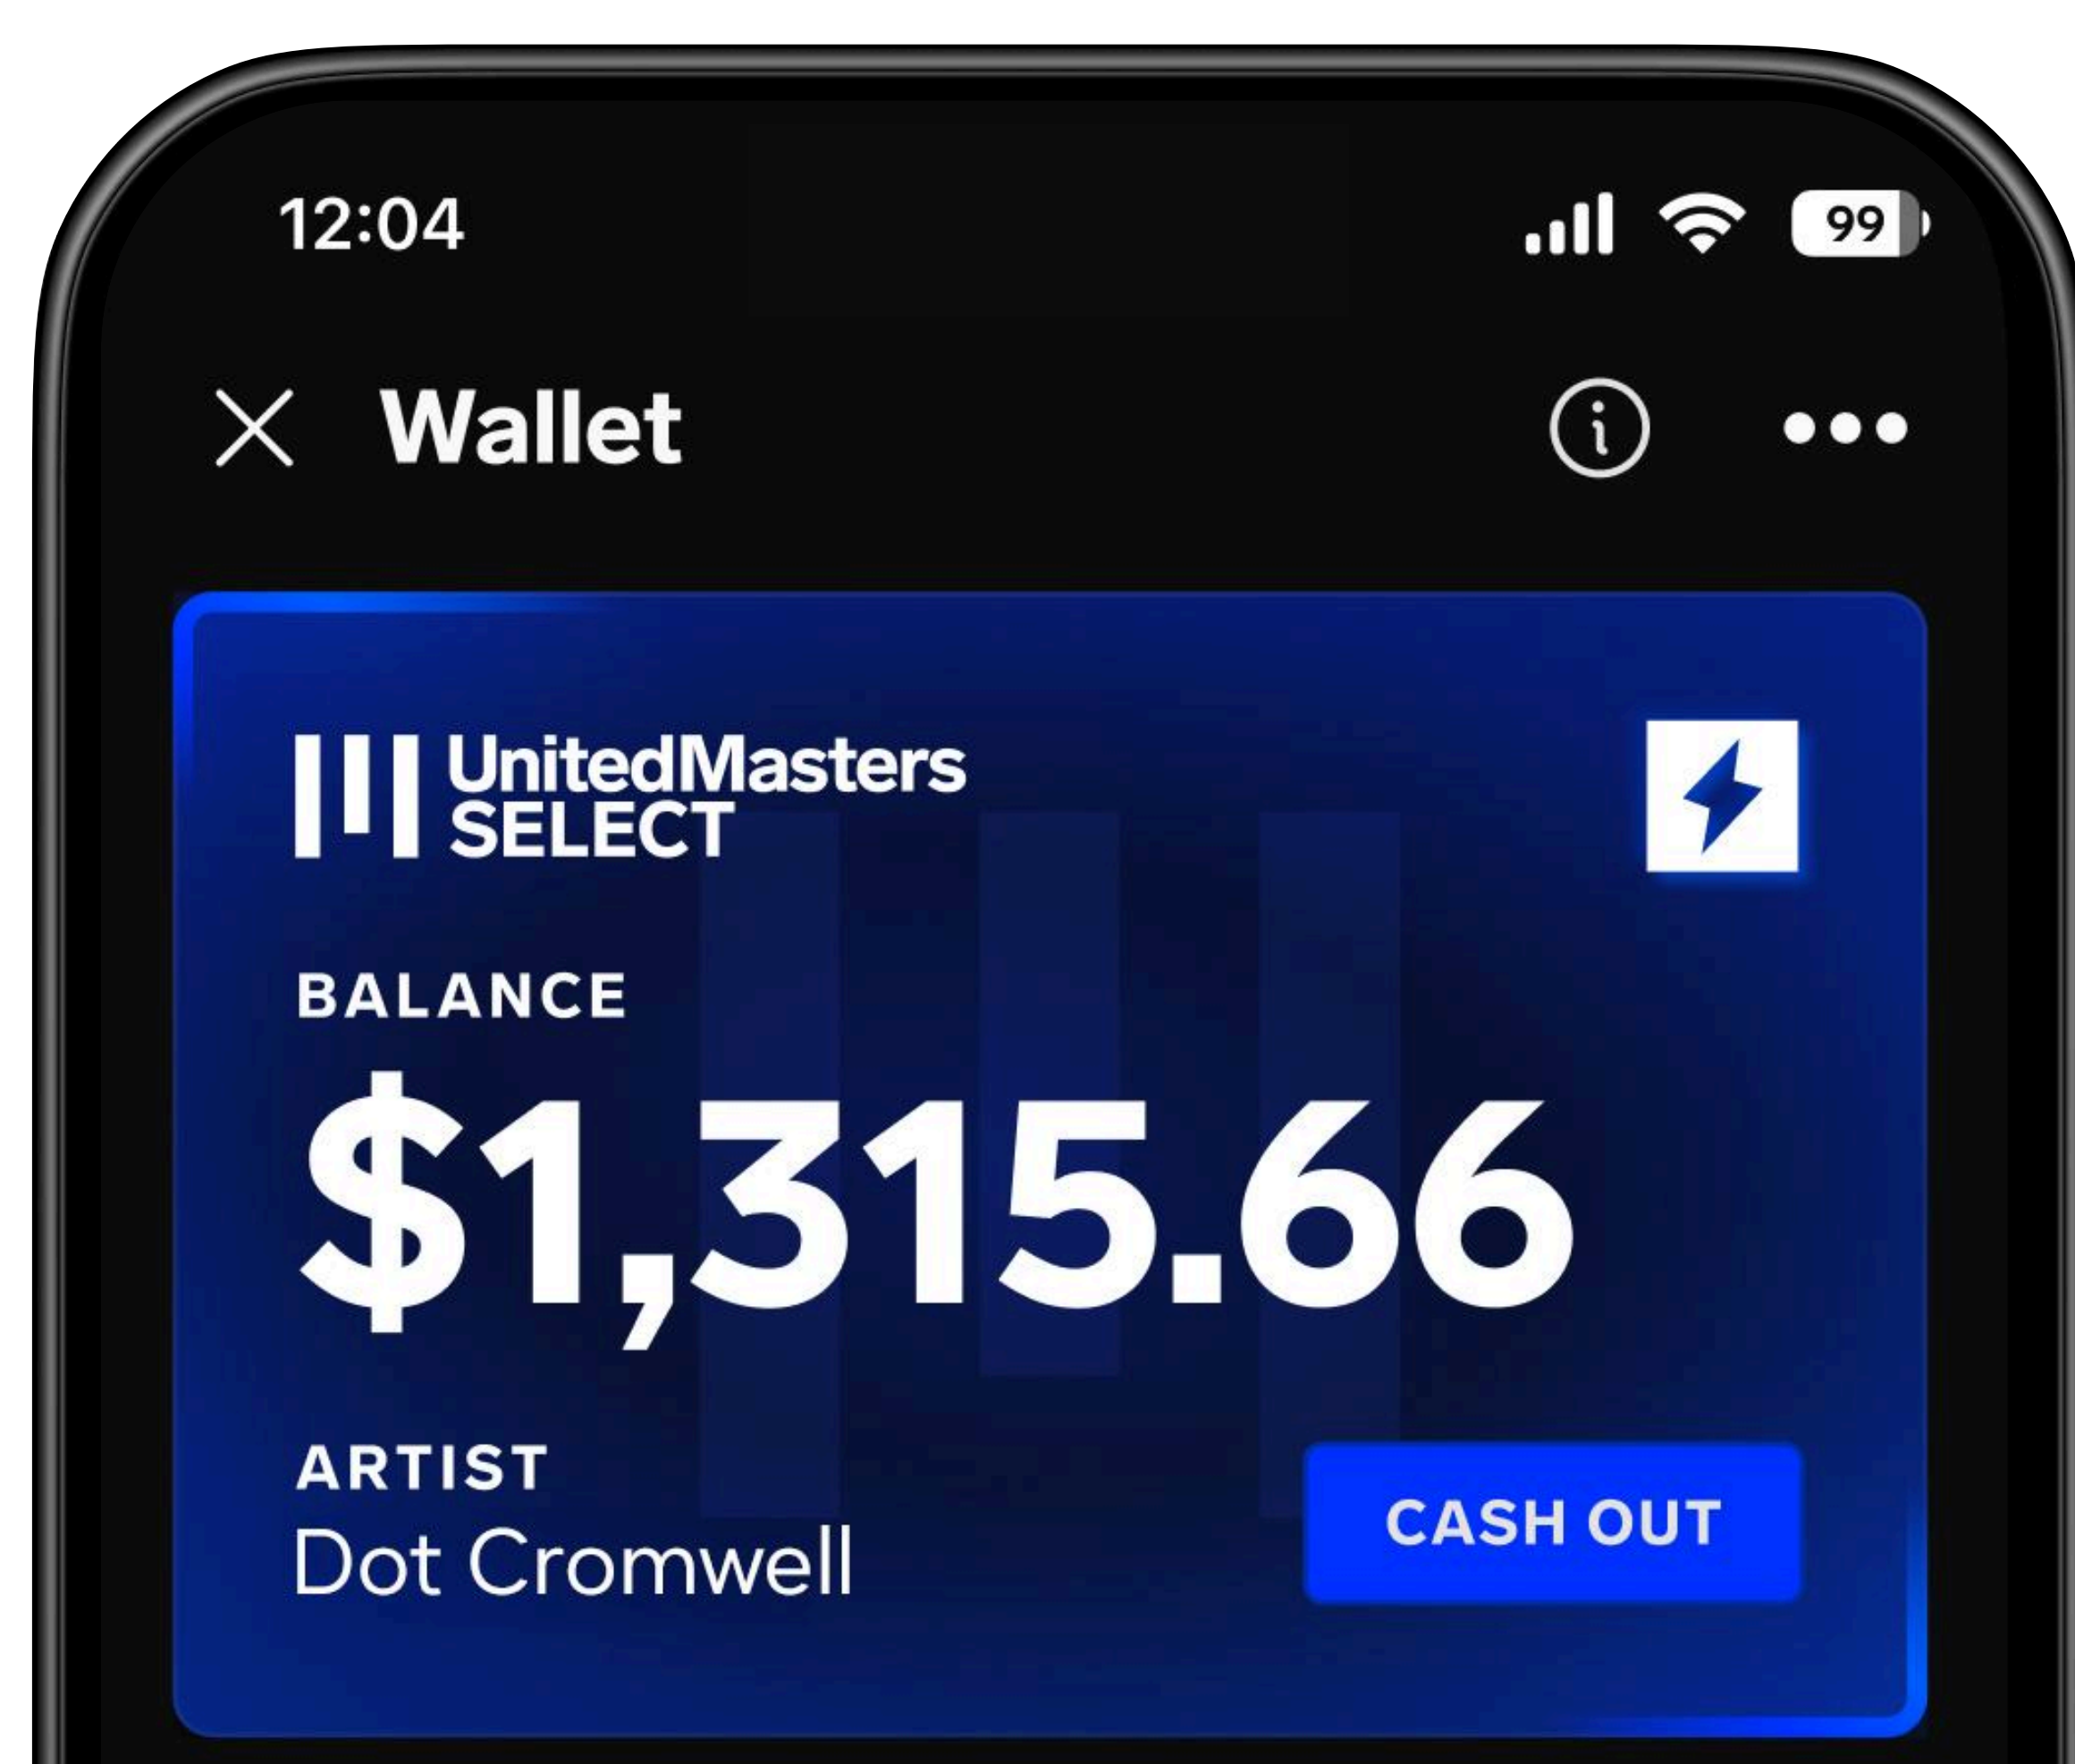 12:04
99
Wallet
UnitedMasters
SELECT
BALANCE
$1,315.66
ARTIST
Dot Cromwell
CASH OUT